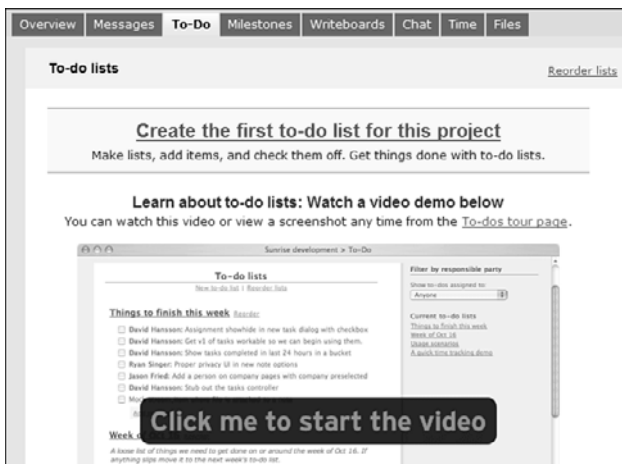 Overview Messages To-Do Milestones Writeboards Chat Time Files
To-do lists
Reorder lists
Create the first to-do list for this project
Make lists, add items, and check them off. Get things done with to-do lists.
Learn about to-do lists: Watch a video demo below
You can watch this video or view a screenshot any time from the To-dos tour page.
Sunrise development > To-Do
To-do lists
New to-do list | Reorder lists
Things to finish this week Reorder
David Hansson: Assignment showhide in new task dialog with checkbox
David Hansson: Get v1 of tasks workable so we can begin using them.
David Hansson: Show tasks completed in last 24 hours in a bucket
Ryan Singer: Proper privacy UI in new note options
Jason Fried: Add a person on company pages with company preselected
David Hansson: Stub out the tasks controller
Filter by responsible party
Show to-dos assigned to:
Anyone
Current to-do lists
Things to finish this week
Week of Oct 16
Usage scenarios
A quick time tracking demo
Click me to start the video
Week of Oct 16
A loose list of things we need to get done on or around the week of Oct 16. If
anything slips move it to the next week's to-do list.